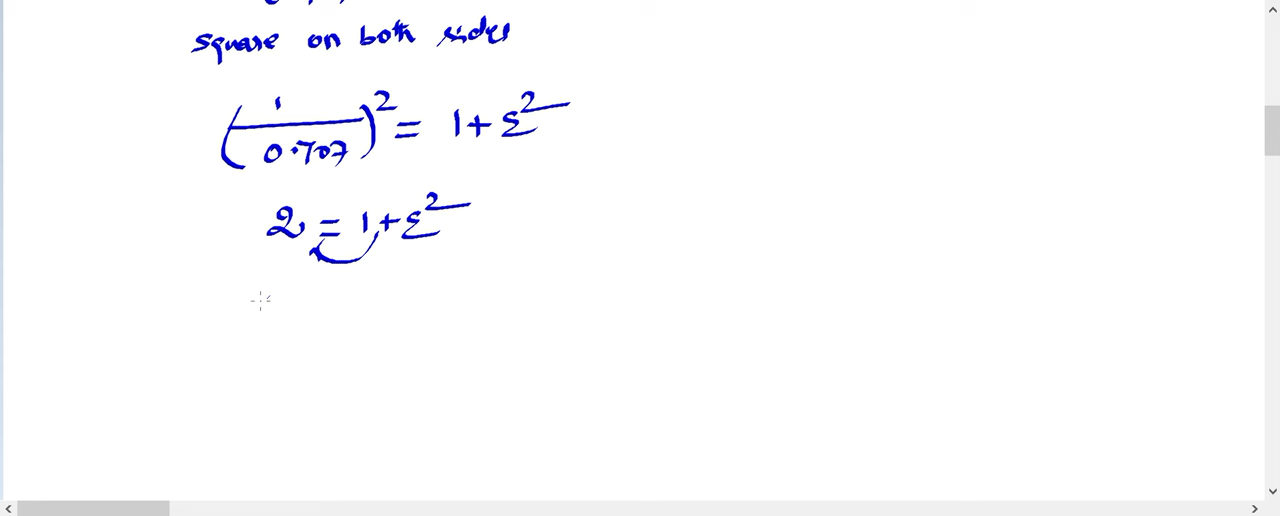 square on both sides
(1/0.707)² = 1 + ε²
2 = 1 + ε²